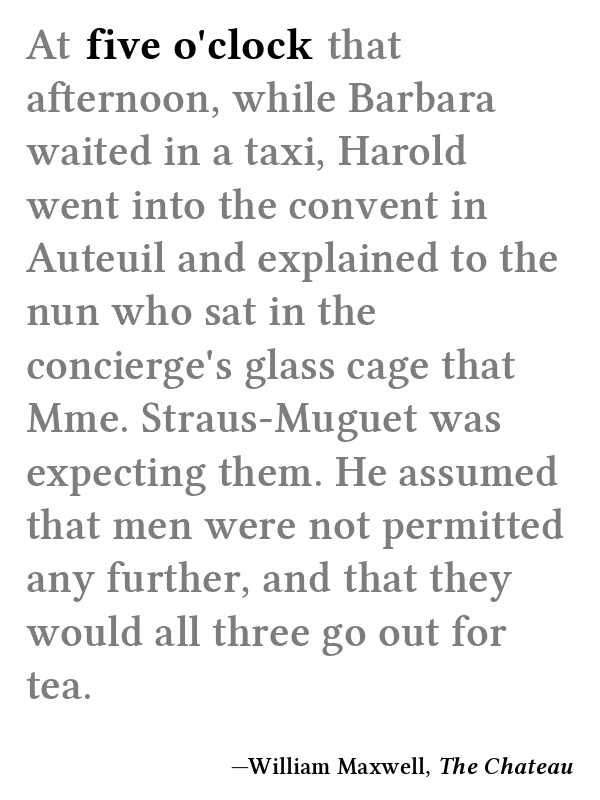 At five o'clock that
afternoon, while Barbara
waited in a taxi, Harold
went into the convent in
Auteuil and explained to the
nun who sat in the
concierge's glass cage that
Mme. Straus-Muguet was
expecting them. He assumed
that men were not permitted
any further, and that they
would all three go out for
tea.
—William Maxwell, The Chateau